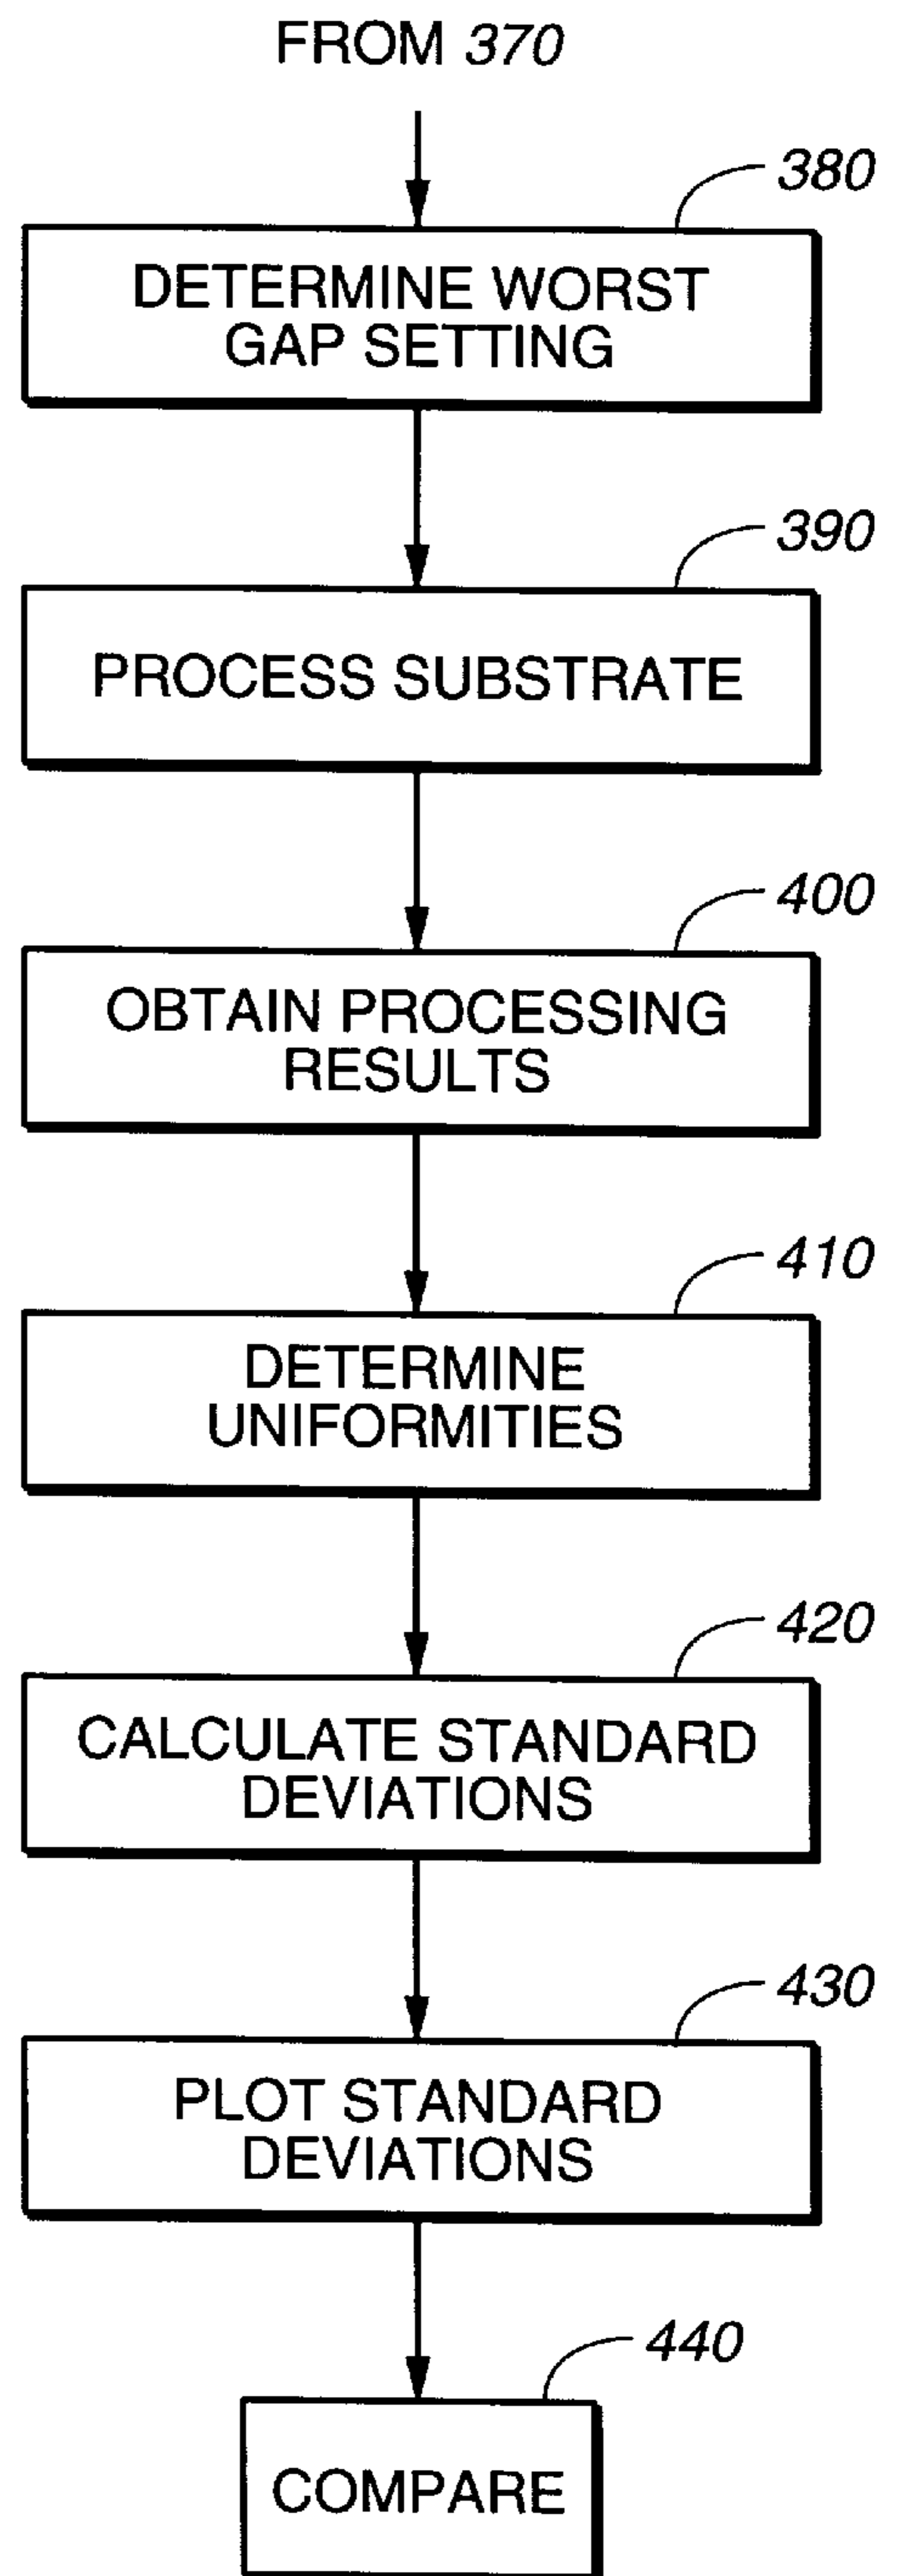 FROM 370
380
DETERMINE WORST
GAP SETTING
390
PROCESS SUBSTRATE
400
OBTAIN PROCESSING
RESULTS
410
DETERMINE
UNIFORMITIES
420
CALCULATE STANDARD
DEVIATIONS
430
PLOT STANDARD
DEVIATIONS
440
COMPARE